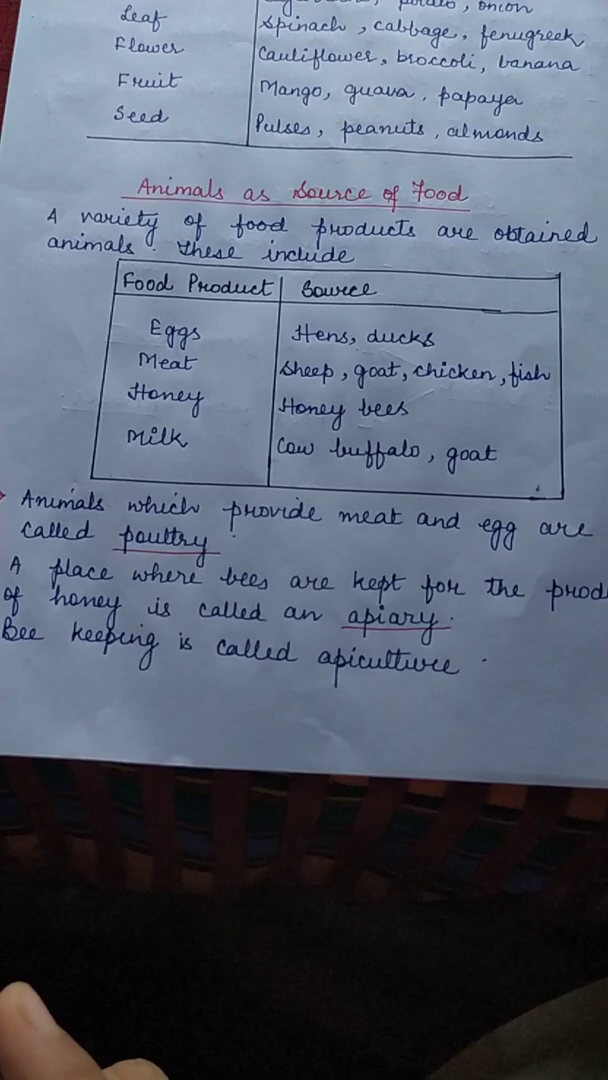 potato, onion
Leaf Spinach, cabbage, fenugreek
Flower Cauliflower, broccoli, banana
Fruit Mango, guava, papaya
Seed Pulses, peanuts, almonds
Animals as Source of Food
A variety of food products are obtained
animals. These include
Food Product Source
Eggs Hens, ducks
Meat Sheep, goat, chicken, fish
Honey Honey bees
Milk Cow buffalo, goat
Animals which provide meat and egg are
called poultry.
A place where bees are kept for the prod
of honey is called an apiary.
Bee keeping is called apiculture.